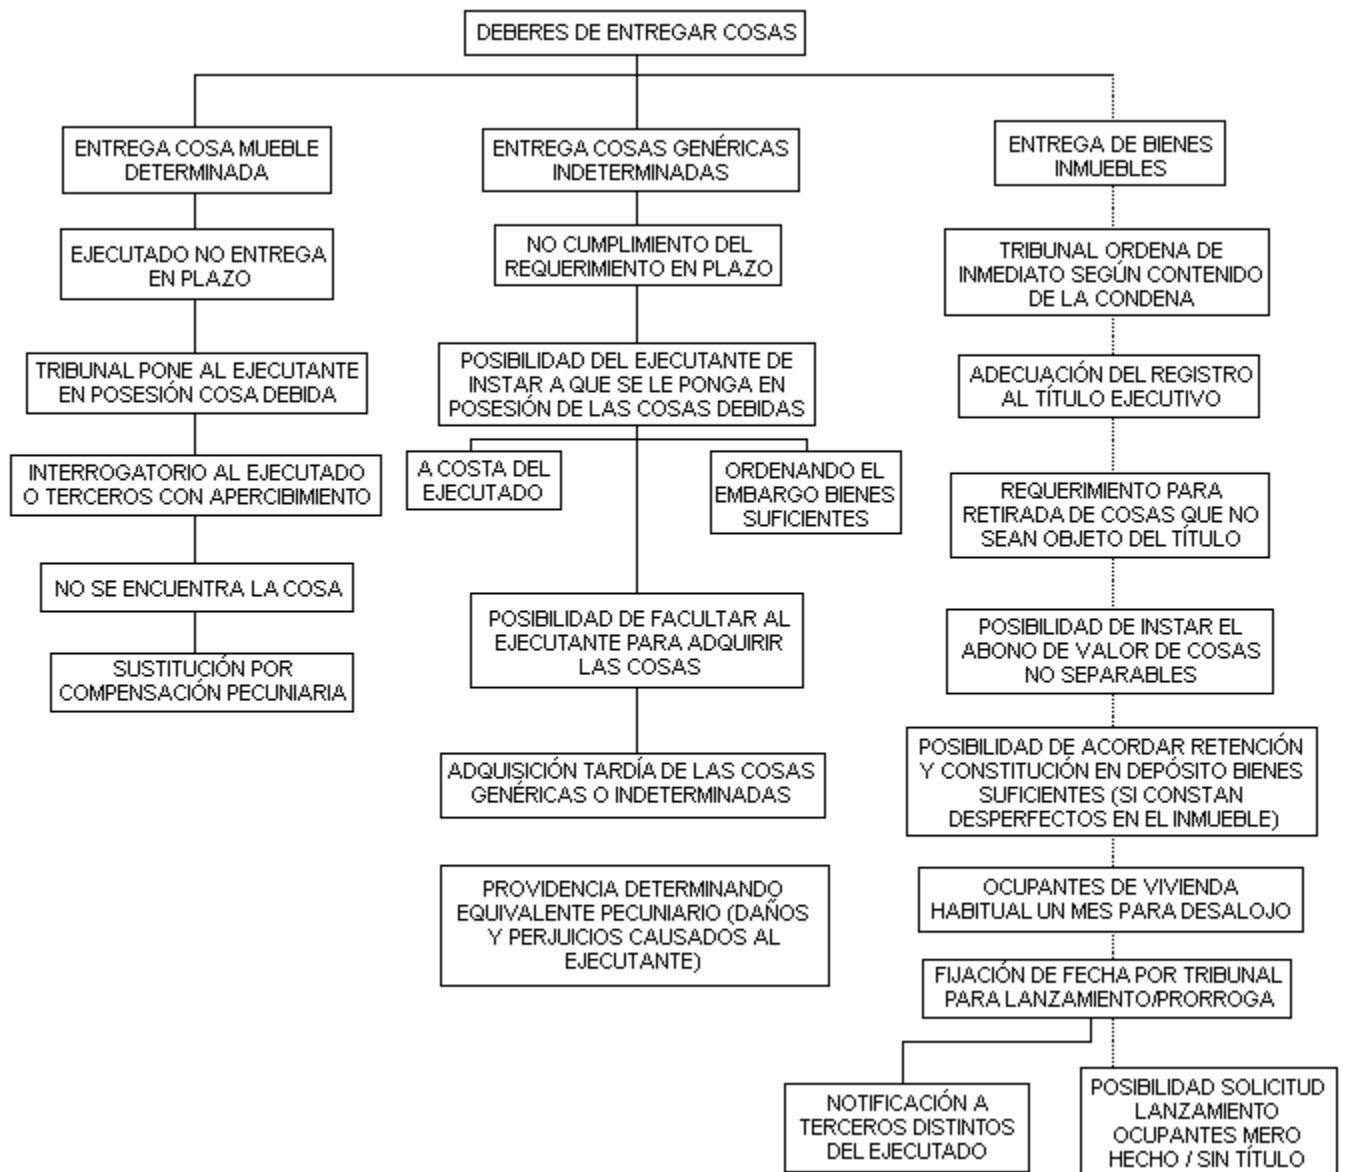 DEBERES DE ENTREGAR COSAS
ENTREGA COSA MUEBLE
DETERMINADA
EJECUTADO NO ENTREGA
EN PLAZO
TRIBUNAL PONE AL EJECUTANTE
EN POSESIÓN COSA DEBIDA
INTERROGATORIO AL EJECUTADO
O TERCEROS CON APERCIBIMIENTO
NO SE ENCUENTRA LA COSA
SUSTITUCIÓN POR
COMPENSACIÓN PECUNIARIA
ENTREGA COSAS GENÉRICAS
INDETERMINADAS
NO CUMPLIMIENTO DEL
REQUERIMIENTO EN PLAZO
POSIBILIDAD DEL EJECUTANTE DE
INSTAR A QUE SE LE PONGA EN
POSESIÓN DE LAS COSAS DEBIDAS
A COSTA DEL
EJECUTADO
ORDENANDO EL
EMBARGO BIENES
SUFICIENTES
POSIBILIDAD DE FACULTAR AL
EJECUTANTE PARA ADQUIRIR
LAS COSAS
ADQUISICIÓN TARDÍA DE LAS COSAS
GENÉRICAS O INDETERMINADAS
PROVIDENCIA DETERMINANDO
EQUIVALENTE PECUNIARIO (DAÑOS
Y PERJUICIOS CAUSADOS AL
EJECUTANTE)
ENTREGA DE BIENES
INMUEBLES
TRIBUNAL ORDENA DE
INMEDIATO SEGÚN CONTENIDO
DE LA CONDENA
ADECUACIÓN DEL REGISTRO
AL TÍTULO EJECUTIVO
REQUERIMIENTO PARA
RETIRADA DE COSAS QUE NO
SEAN OBJETO DEL TÍTULO
POSIBILIDAD DE INSTAR EL
ABONO DE VALOR DE COSAS
NO SEPARABLES
POSIBILIDAD DE ACORDAR RETENCIÓN
Y CONSTITUCIÓN EN DEPÓSITO BIENES
SUFICIENTES (SI CONSTAN
DESPERFECTOS EN EL INMUEBLE)
OCUPANTES DE VIVIENDA
HABITUAL UN MES PARA DESALOJO
FIJACIÓN DE FECHA POR TRIBUNAL
PARA LANZAMIENTO/PRORROGA
NOTIFICACIÓN A
TERCEROS DISTINTOS
DEL EJECUTADO
POSIBILIDAD SOLICITUD
LANZAMIENTO
OCUPANTES MERO
HECHO / SIN TÍTULO